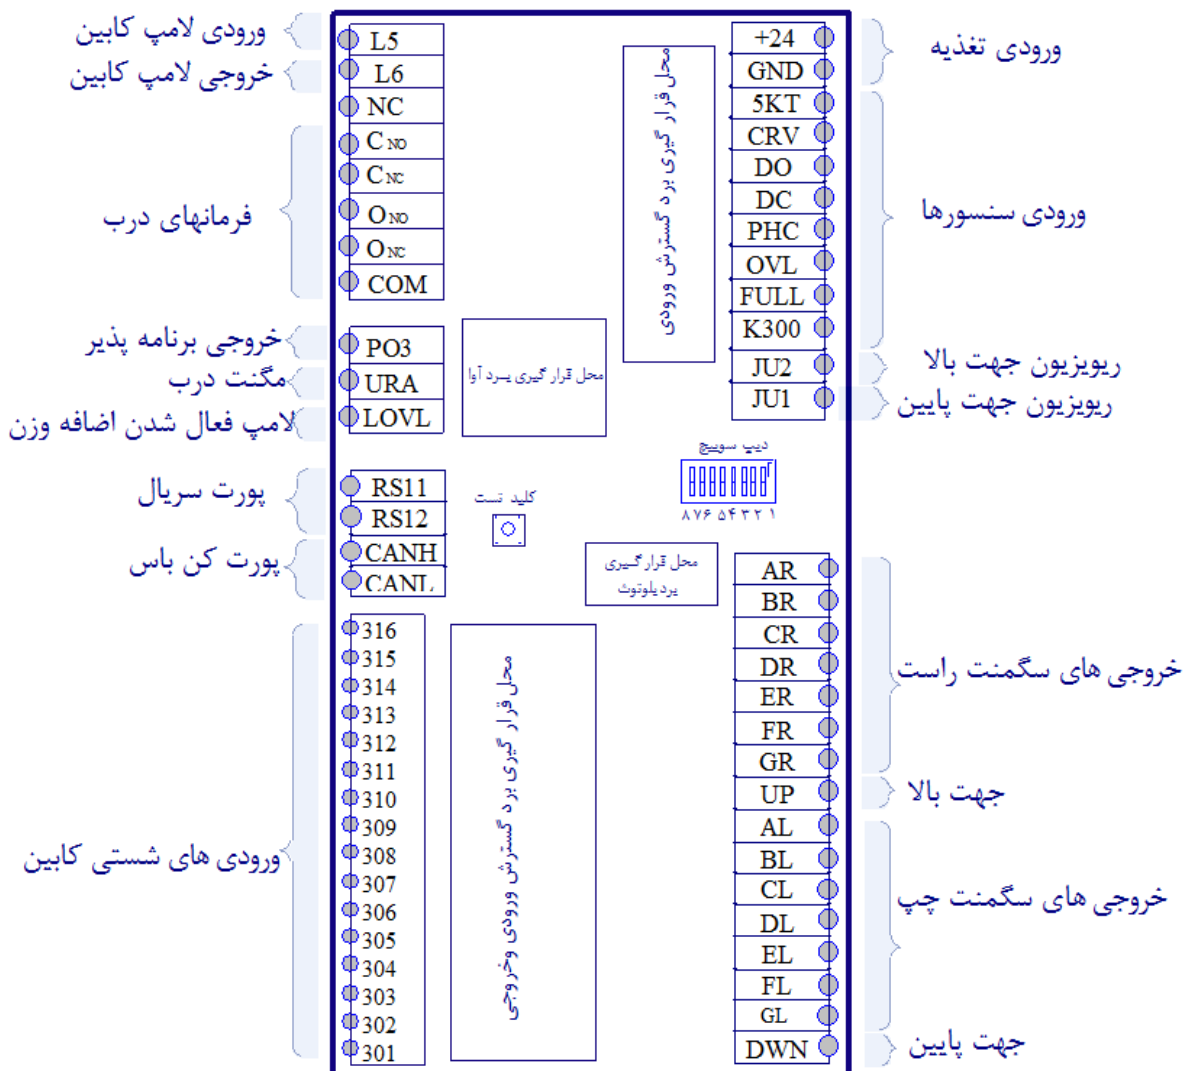 ورودی لامپ کابین
خروجی لامپ کابین
فرمانهای درب
خروجی برنامه پذیر
مگنت درب
لامپ فعال شدن اضافه وزن
پورت سریال
پورت کن باس
ورودی های شستی کابین
L5
L6
NC
C NO
C NC
O NO
O NC
COM
PO3
URA
LOVL
RS11
RS12
CANH
CANL
316
315
314
313
312
311
310
309
308
307
306
305
304
303
302
301
محل قرار گیری برد گسترش ورودی
محل قرار گیری برد آوا
دیپ سوییچ
۸۷۶۵۴۳۲۱
کلید تست
محل قرار گیری
برد بلوتوث
محل قرار گیری برد گسترش ورودی وخروجی
+24
GND
5KT
CRV
DO
DC
PHC
OVL
FULL
K300
JU2
JU1
AR
BR
CR
DR
ER
FR
GR
UP
AL
BL
CL
DL
EL
FL
GL
DWN
ورودی تغذیه
ورودی سنسورها
ریویزیون جهت بالا
ریویزیون جهت پایین
خروجی های سگمنت راست
جهت بالا
خروجی های سگمنت چپ
جهت پایین